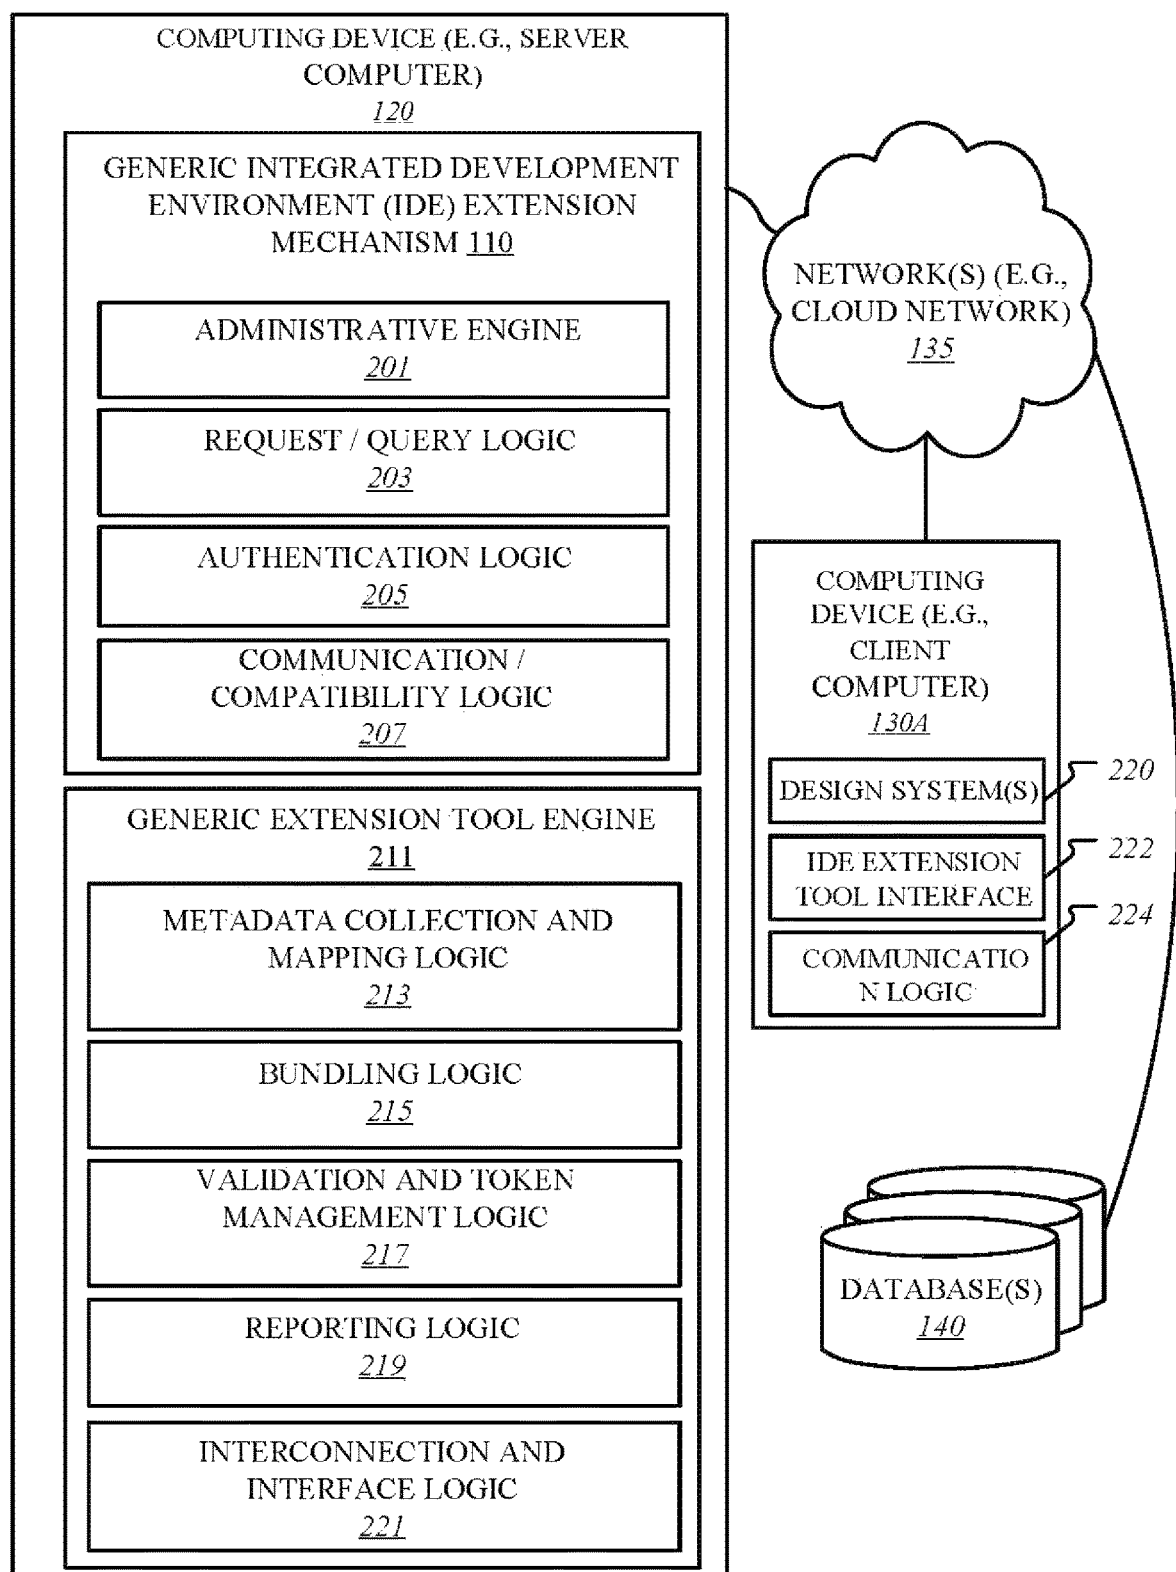 COMPUTING DEVICE (E.G., SERVER
COMPUTER)
120
GENERIC INTEGRATED DEVELOPMENT
ENVIRONMENT (IDE) EXTENSION
MECHANISM 110
ADMINISTRATIVE ENGINE
201
REQUEST / QUERY LOGIC
203
AUTHENTICATION LOGIC
205
COMMUNICATION /
COMPATIBILITY LOGIC
207
GENERIC EXTENSION TOOL ENGINE
211
METADATA COLLECTION AND
MAPPING LOGIC
213
BUNDLING LOGIC
215
VALIDATION AND TOKEN
MANAGEMENT LOGIC
217
REPORTING LOGIC
219
INTERCONNECTION AND
INTERFACE LOGIC
221
NETWORK(S) (E.G.,
CLOUD NETWORK)
135
COMPUTING
DEVICE (E.G.,
CLIENT
COMPUTER)
130A
DESIGN SYSTEM(S)
220
IDE EXTENSION
TOOL INTERFACE
222
COMMUNICATIO
N LOGIC
224
DATABASE(S)
140